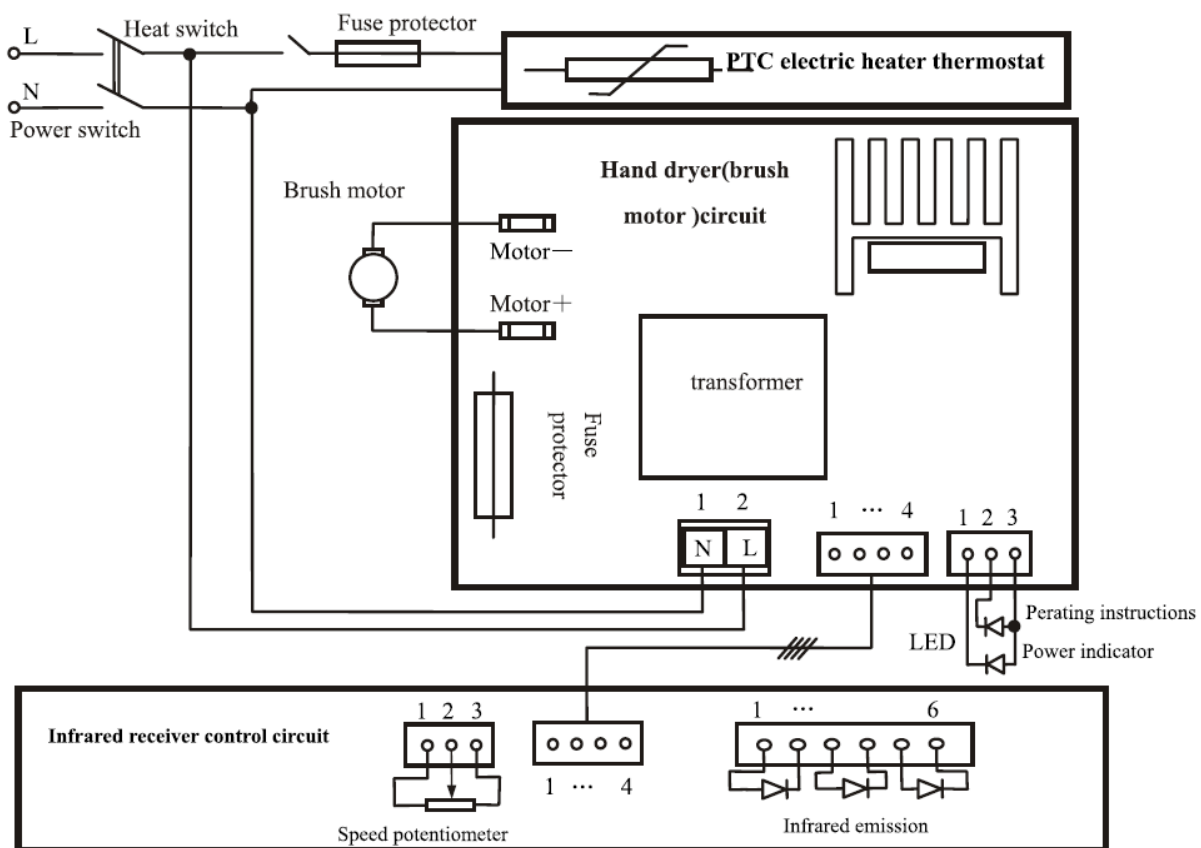 L
Heat switch
Fuse protector
PTC electric heater thermostat
N
Power switch
Hand dryer(brush
motor )circuit
Brush motor
Motor—
Motor+
transformer
Fuse
protector
1 2
N L
1 ... 4
1 2 3
LED
Perating instructions
Power indicator
Infrared receiver control circuit
1 2 3
1 ... 4
1 ... 6
Speed potentiometer
Infrared emission